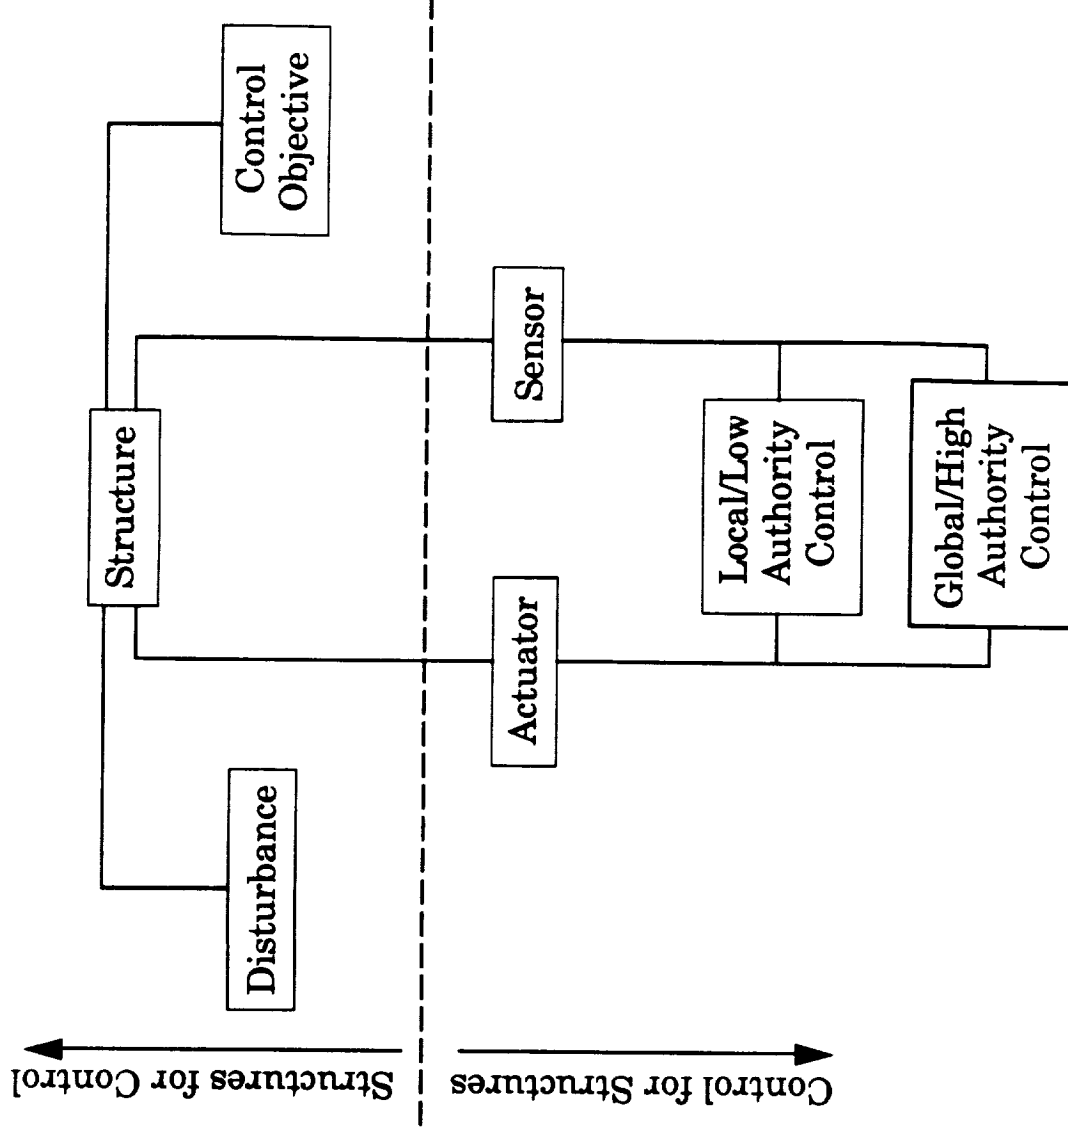 Structures for Control
Control for Structures
Structure
Disturbance
Control
Objective
Actuator
Sensor
Local/Low
Authority
Control
Global/High
Authority
Control